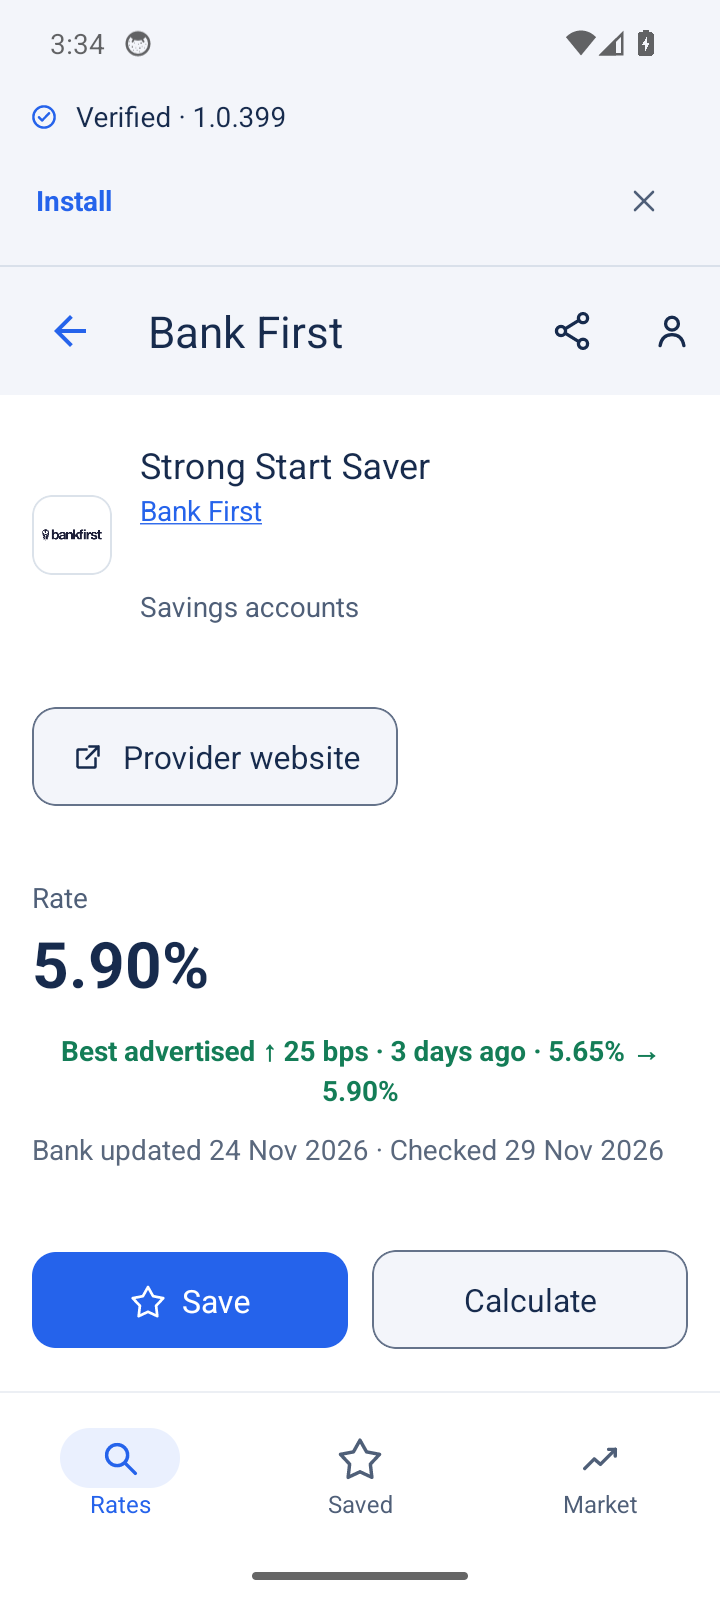 3:34
Verified · 1.0.399
Install
Bank First
Strong Start Saver
Bank First
bankfirst
Savings accounts
Provider website
Rate
5.90%
Best advertised ↑ 25 bps · 3 days ago · 5.65% →
5.90%
Bank updated 24 Nov 2026 · Checked 29 Nov 2026
Save
Calculate
Rates
Saved
Market